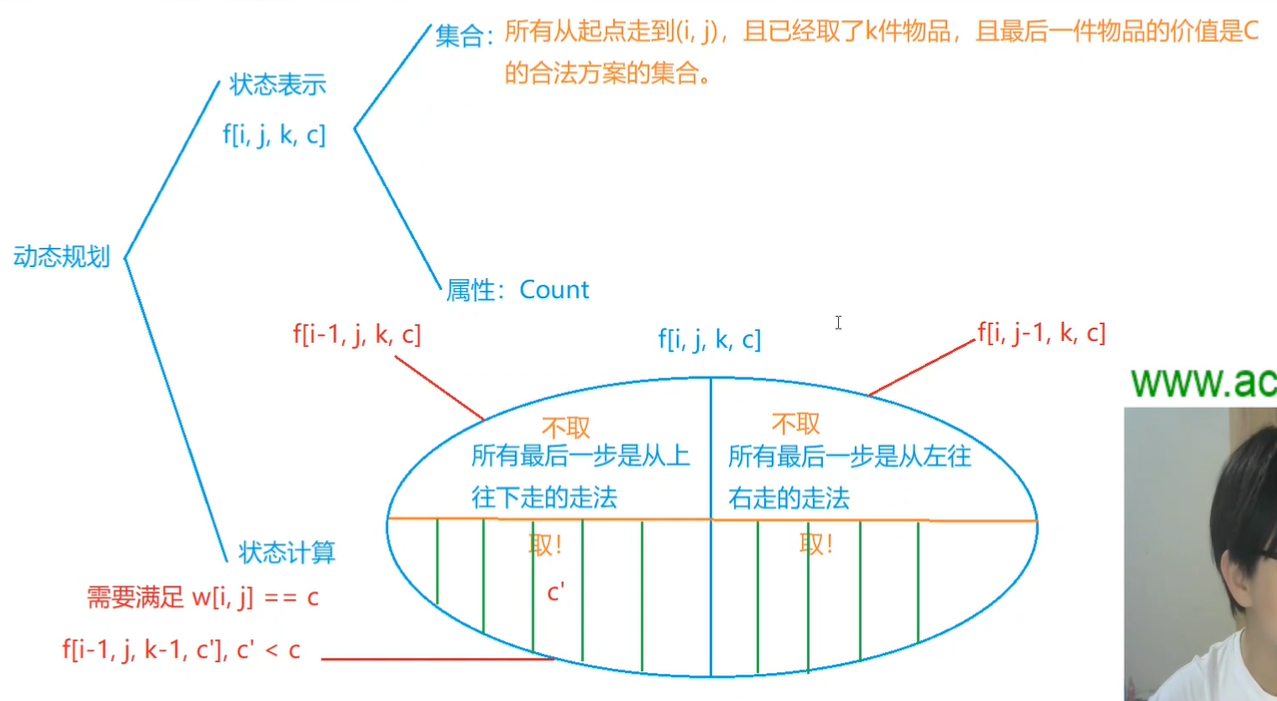 集合：所有从起点走到(i, j)，且已经取了k件物品，且最后一件物品的价值是C
的合法方案的集合。
状态表示
f[i, j, k, c]
动态规划
属性：Count
f[i-1, j, k, c]
f[i, j, k, c]
f[i, j-1, k, c]
www.ac
不取
不取
所有最后一步是从上
往下走的走法
所有最后一步是从左往
右走的走法
取！
取！
状态计算
c'
需要满足 w[i, j] == c
f[i-1, j, k-1, c'], c' < c